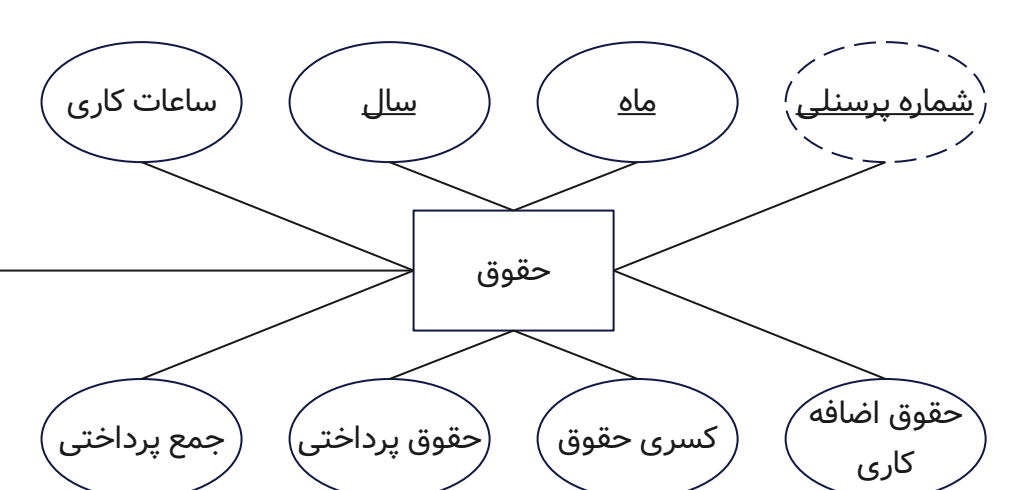 شماره پرسنلی
ماه
سال
ساعات کاری
حقوق
حقوق اضافه
کاری
کسری حقوق
حقوق پرداختی
جمع پرداختی